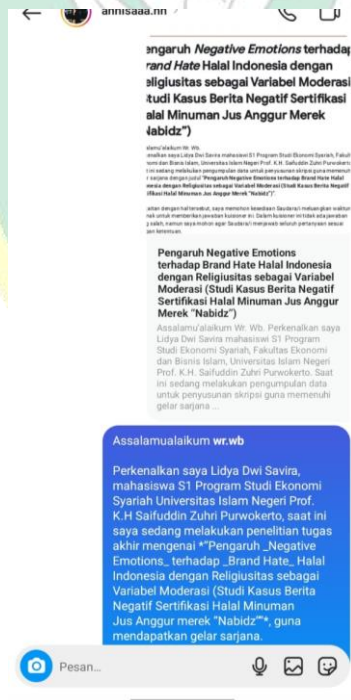 annisaaa.nn
engaruh Negative Emotions terhadap
rand Hate Halal Indonesia dengan
eligiusitas sebagai Variabel Moderasi
tudi Kasus Berita Negatif Sertifikasi
alal Minuman Jus Anggur Merek
Nabidz")
Pengaruh Negative Emotions
terhadap Brand Hate Halal Indonesia
dengan Religiusitas sebagai Variabel
Moderasi (Studi Kasus Berita Negatif
Sertifikasi Halal Minuman Jus Anggur
Merek "Nabidz")
Assalamu'alaikum Wr. Wb. Perkenalkan saya
Lidya Dwi Savira mahasiswi S1 Program
Studi Ekonomi Syariah, Fakultas Ekonomi
dan Bisnis Islam, Universitas Islam Negeri
Prof. K.H. Saifuddin Zuhri Purwokerto. Saat
ini sedang melakukan pengumpulan data
untuk penyusunan skripsi guna memenuhi
gelar sarjana ...
Assalamualaikum wr.wb
Perkenalkan saya Lidya Dwi Savira,
mahasiswa S1 Program Studi Ekonomi
Syariah Universitas Islam Negeri Prof.
K.H Saifuddin Zuhri Purwokerto, saat ini
saya sedang melakukan penelitian tugas
akhir mengenai *"Pengaruh _Negative
Emotions_ terhadap _Brand Hate_ Halal
Indonesia dengan Religiusitas sebagai
Variabel Moderasi (Studi Kasus Berita
Negatif Sertifikasi Halal Minuman
Jus Anggur merek "Nabidz""*, guna
mendapatkan gelar sarjana.
Pesan...